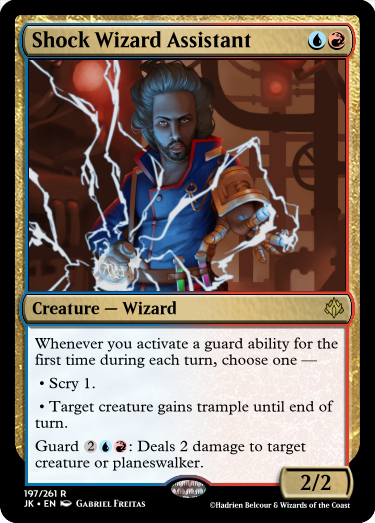 Shock Wizard Assistant
Creature — Wizard
Whenever you activate a guard ability for the
first time during each turn, choose one —
• Scry 1.
• Target creature gains trample until end of
turn.
Guard 2: Deals 2 damage to target
creature or planeswalker.
2/2
197/261 R
JK • EN Gabriel Freitas
©Hadrien Belcour & Wizards of the Coast